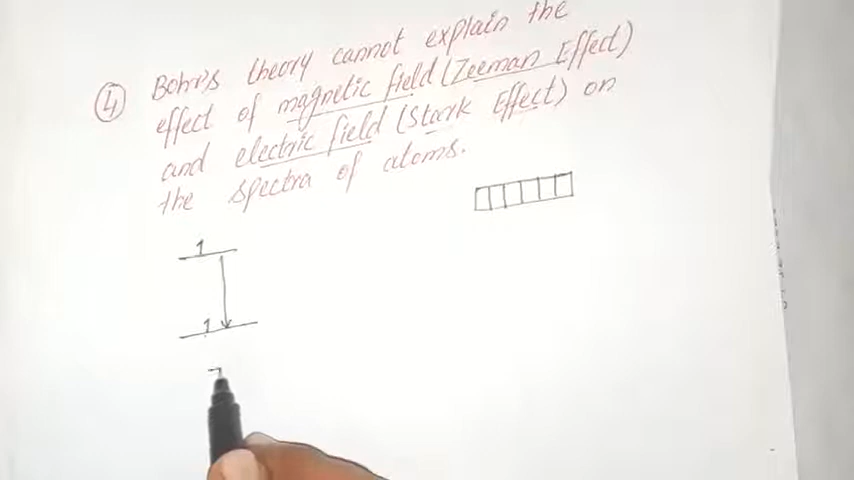 ④ Bohr's theory cannot explain the
effect of magnetic field (Zeeman Effect)
and electric field (Stark Effect) on
the spectra of atoms.
1
1